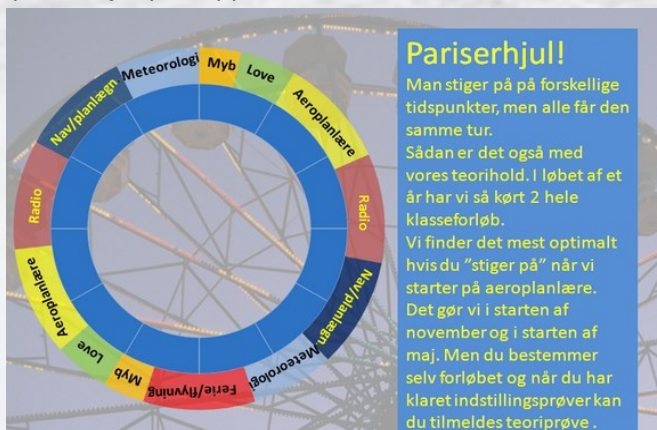 Meteorologi
Myb
Love
Aeroplanlære
Radio
Nav/planlægn.
Meteorologi
Ferie/flyvning
Myb
Love
Aeroplanlære
Radio
Nav/planlægn
Pariserhjul!
Man stiger på på forskellige
tidspunkter, men alle får den
samme tur.
Sådan er det også med
vores teorihold. I løbet af et
år har vi så kørt 2 hele
klasseforløb.
Vi finder det mest optimalt
hvis du ”stiger på” når vi
starter på aeroplanlære.
Det gør vi i starten af
november og i starten af
maj. Men du bestemmer
selv forløbet og når du har
klaret indstillingsprøver kan
du tilmeldes teoriprøve .